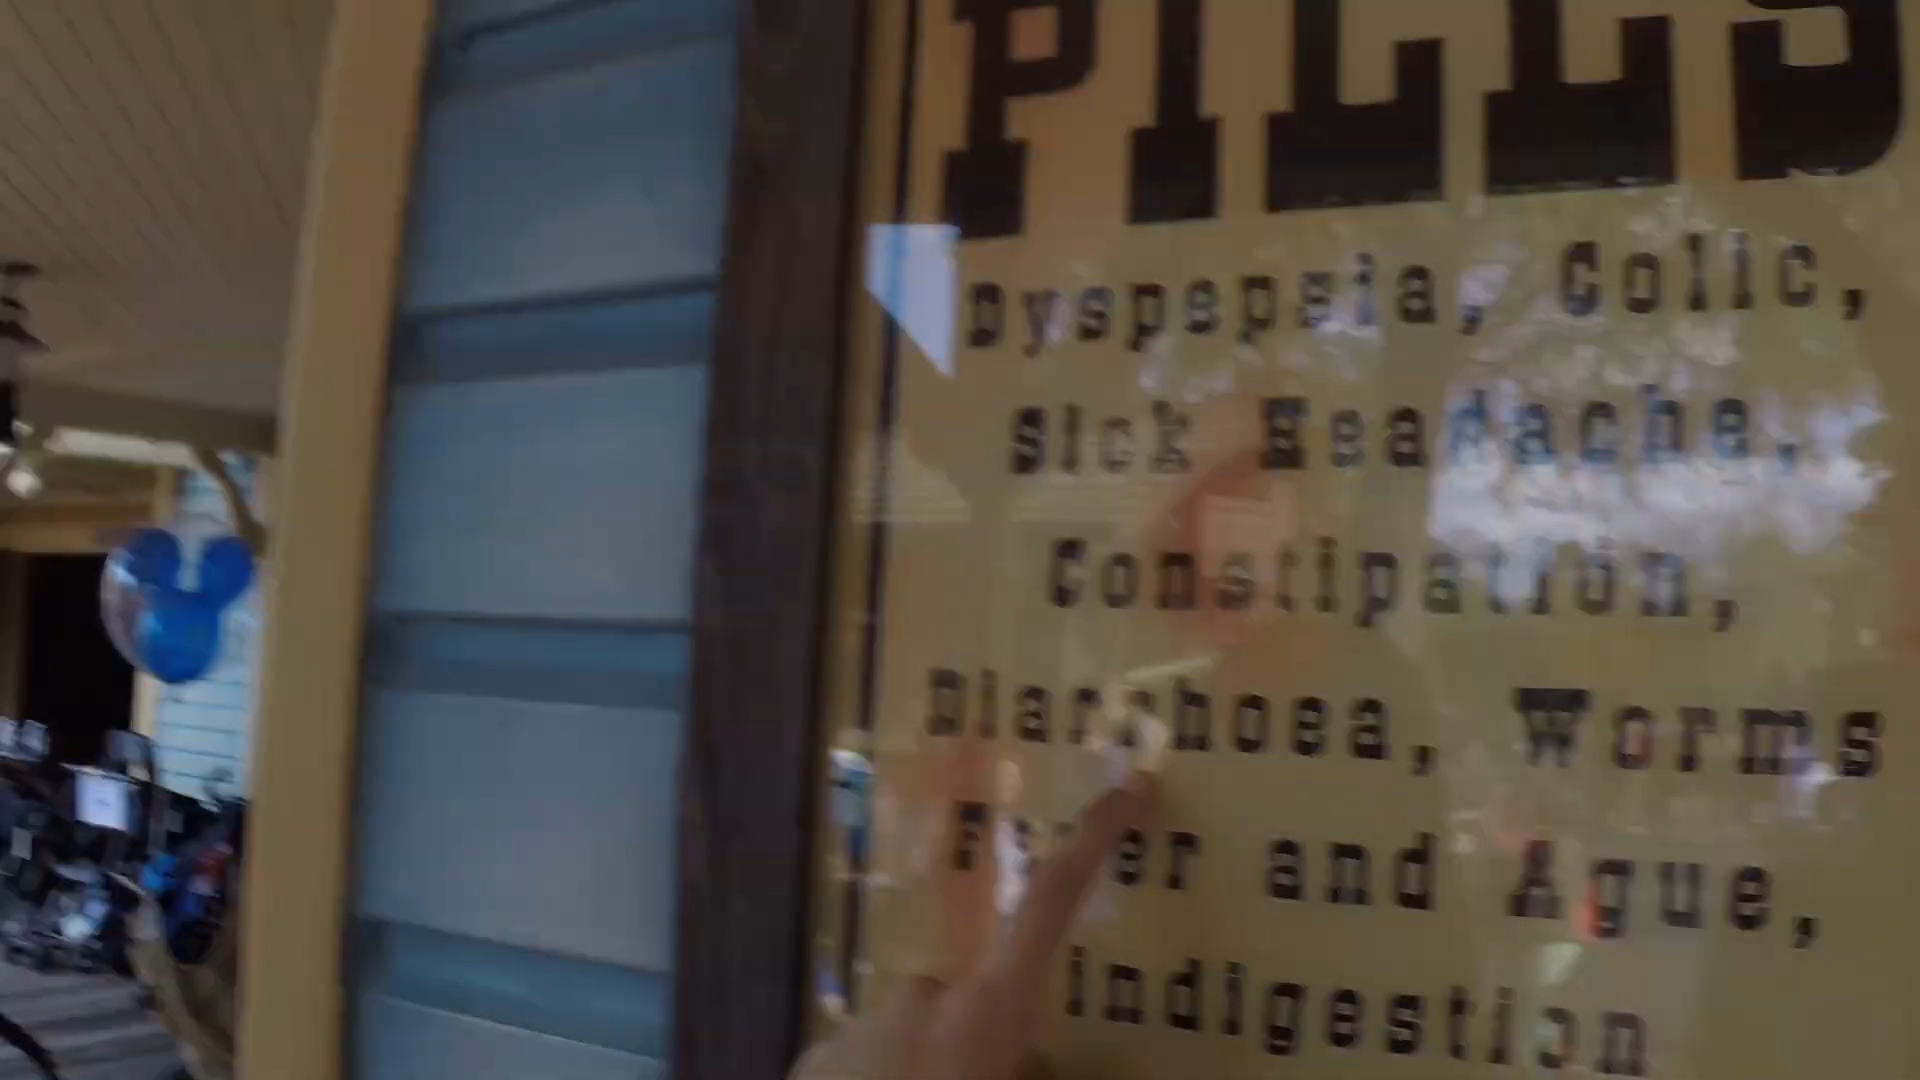 PILLS
Dyspepsia, Colic,
Sick Headache,
Constipation,
Diarrhoea, Worms
Fever and Ague,
indigestion